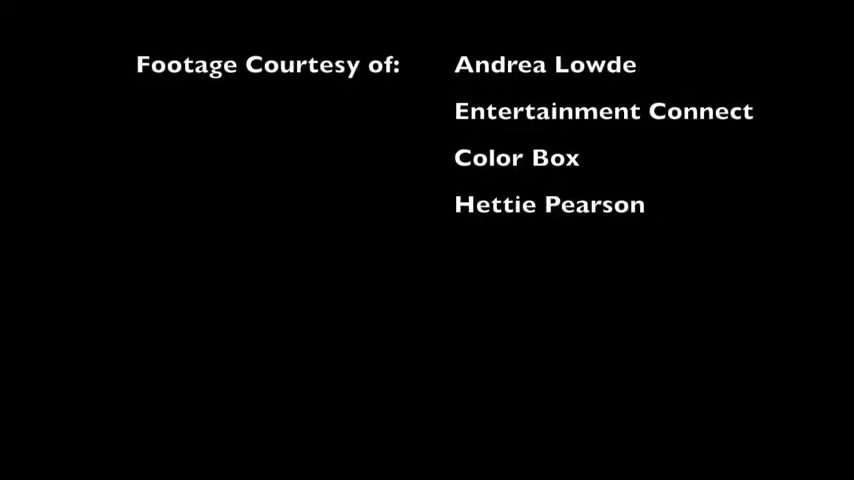 Footage Courtesy of: Andrea Lowde
Entertainment Connect
Color Box
Hettie Pearson